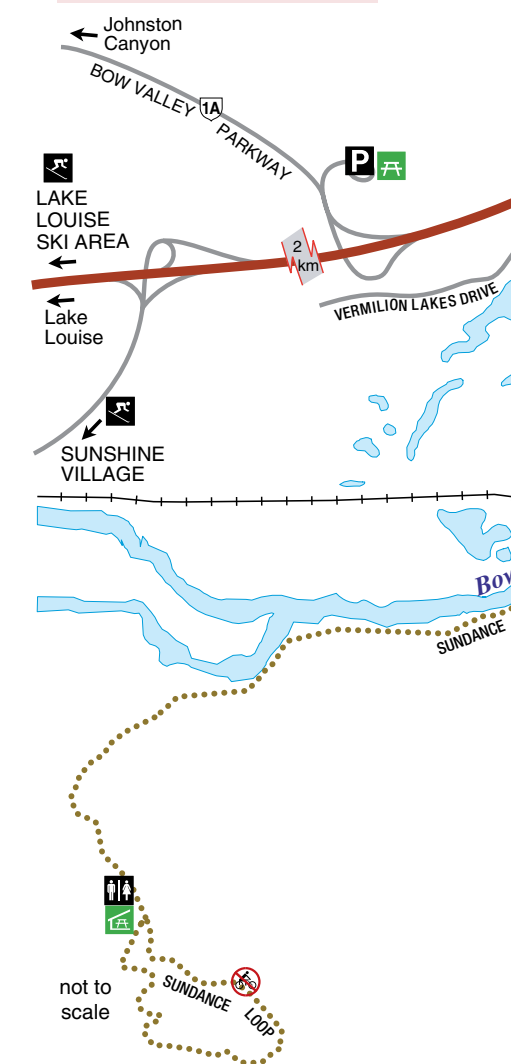 Johnston
Canyon
BOW VALLEY
1A
PARKWAY
P
LAKE
LOUISE
SKI AREA
2
km
VERMILION LAKES DRIVE
Lake
Louise
SUNSHINE
VILLAGE
Bow
SUNDANCE
not to
scale
SUNDANCE
LOOP